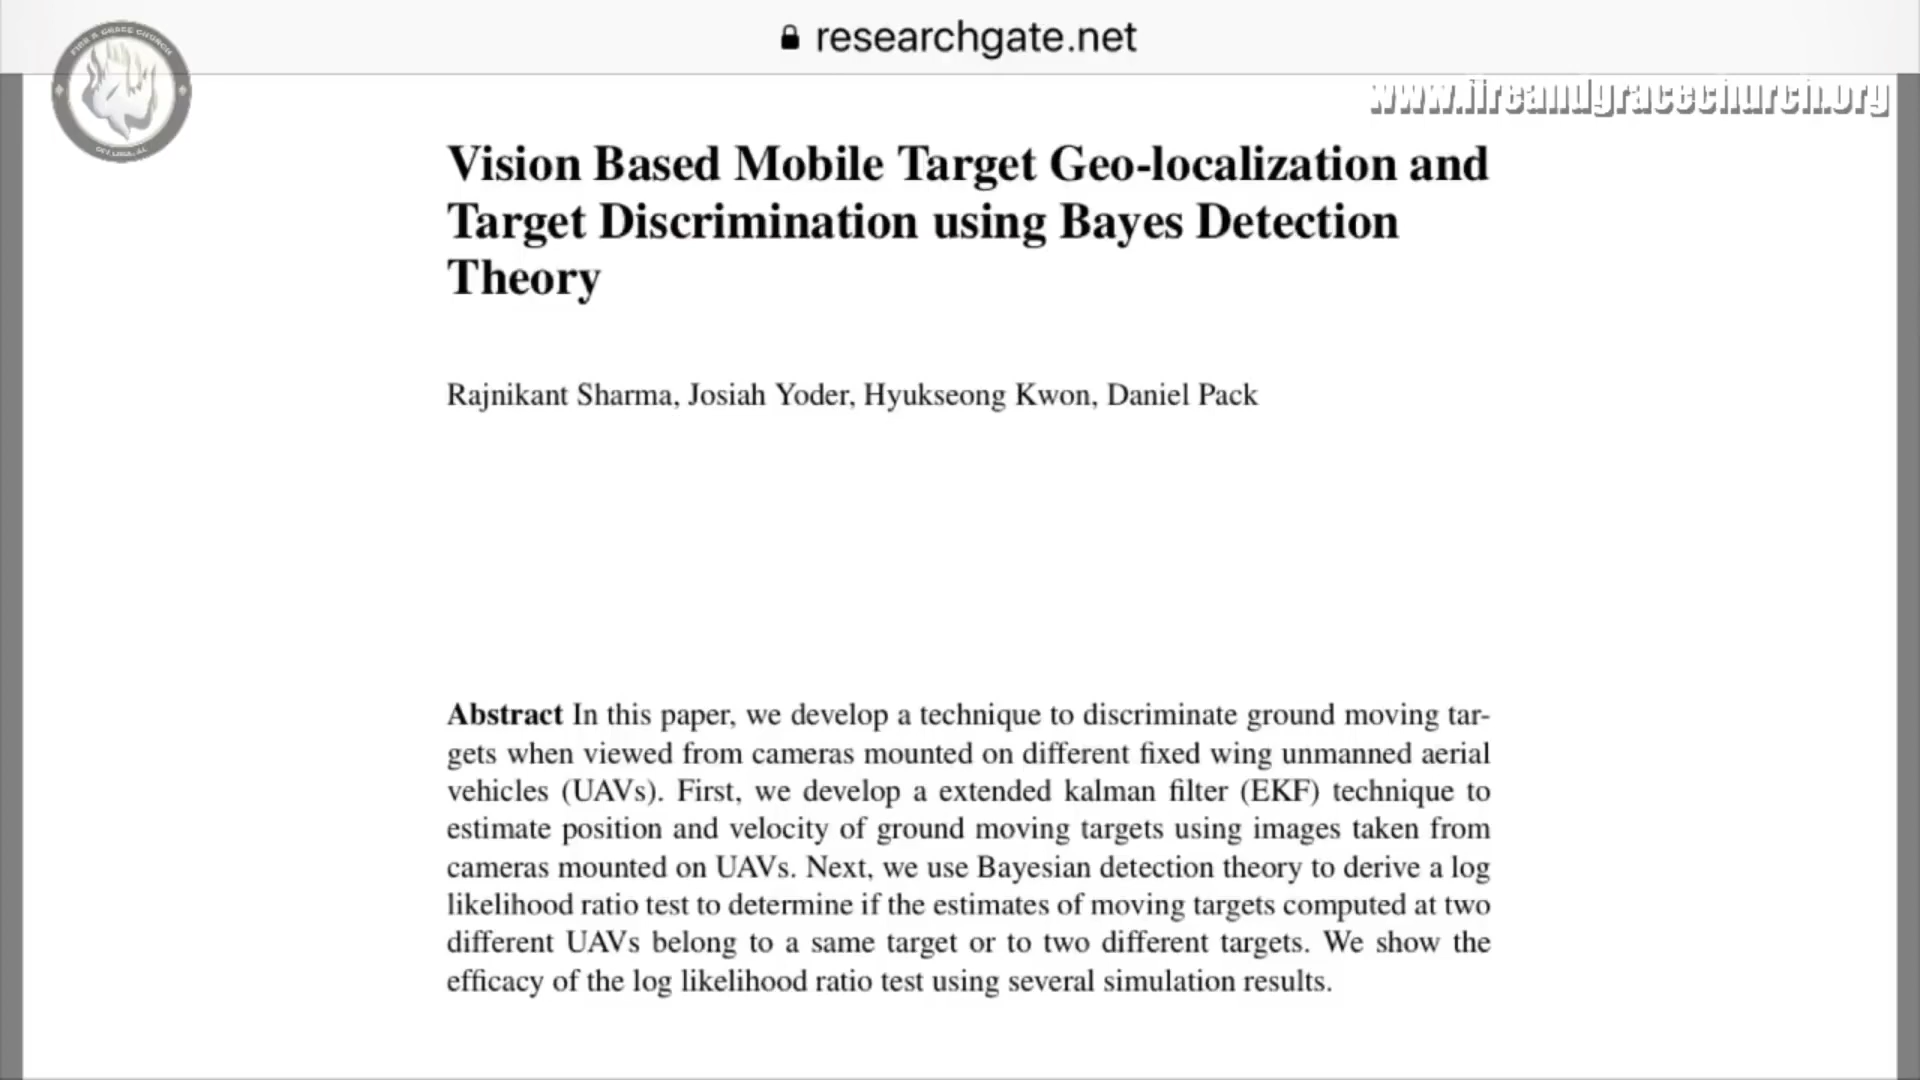 researchgate.net
FIRE & GRACE CHURCH
www.fireandgracechurch.org
Vision Based Mobile Target Geo-localization and
Target Discrimination using Bayes Detection
Theory
Rajnikant Sharma, Josiah Yoder, Hyukseong Kwon, Daniel Pack
Abstract In this paper, we develop a technique to discriminate ground moving tar-
gets when viewed from cameras mounted on different fixed wing unmanned aerial
vehicles (UAVs). First, we develop a extended kalman filter (EKF) technique to
estimate position and velocity of ground moving targets using images taken from
cameras mounted on UAVs. Next, we use Bayesian detection theory to derive a log
likelihood ratio test to determine if the estimates of moving targets computed at two
different UAVs belong to a same target or to two different targets. We show the
efficacy of the log likelihood ratio test using several simulation results.